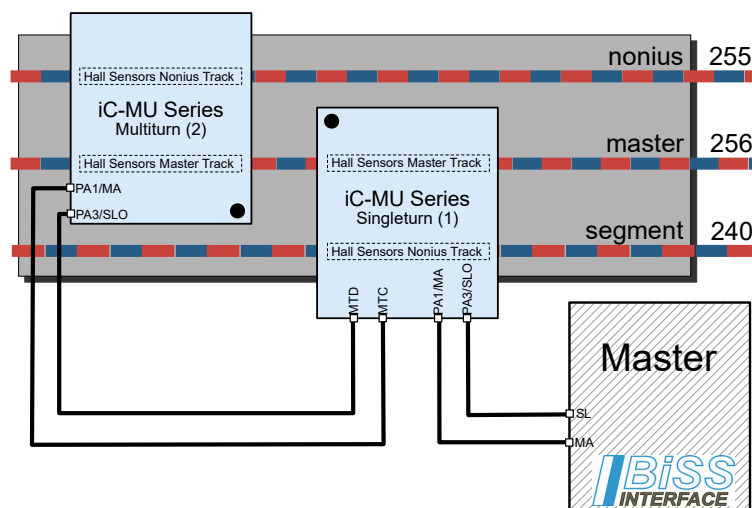 nonius 255
Hall Sensors Nonius Track
iC-MU Series
Multiturn (2)
master 256
Hall Sensors Master Track
Hall Sensors Master Track
PA1/MA
PA3/SLO
iC-MU Series
Singleturn (1)
segment 240
Hall Sensors Nonius Track
MTD
MTC
PA1/MA
PA3/SLO
Master
SL
MA
BiSS
INTERFACE